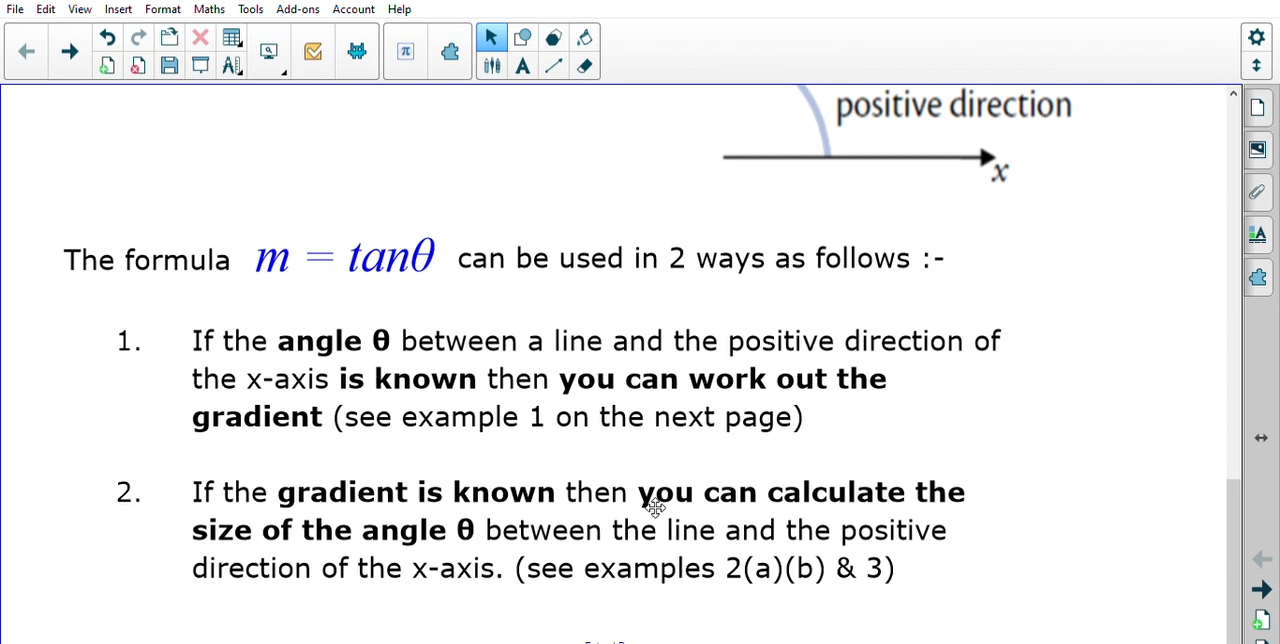 File Edit View Insert Format Maths Tools Add-ons Account Help
positive direction
x
The formula m = tanθ can be used in 2 ways as follows :-
1. If the angle θ between a line and the positive direction of
the x-axis is known then you can work out the
gradient (see example 1 on the next page)
2. If the gradient is known then you can calculate the
size of the angle θ between the line and the positive
direction of the x-axis. (see examples 2(a)(b) & 3)